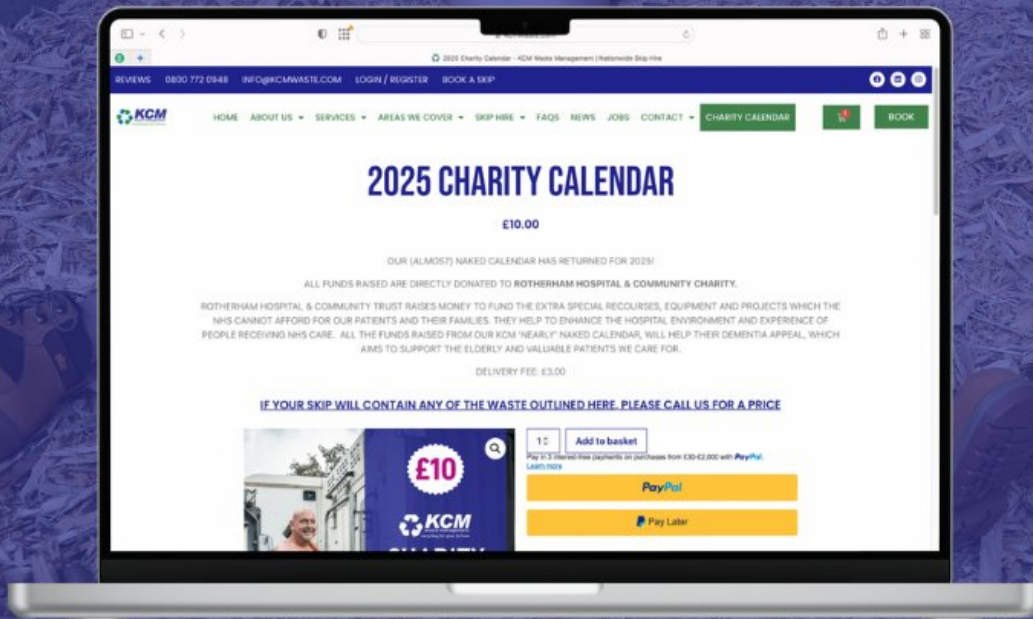 2025 Charity Calendar - KCM Waste Management | Nationwide Skip Hire
REVIEWS 0800 772 0948 INFO@KCMWASTE.COM LOGIN / REGISTER BOOK A SKIP
KCM
HOME ABOUT US SERVICES AREAS WE COVER SKIP HIRE FAQS NEWS JOBS CONTACT CHARITY CALENDAR BOOK
2025 CHARITY CALENDAR
£10.00
OUR (ALMOST) NAKED CALENDAR HAS RETURNED FOR 2025!
ALL FUNDS RAISED ARE DIRECTLY DONATED TO ROTHERHAM HOSPITAL & COMMUNITY CHARITY.
ROTHERHAM HOSPITAL & COMMUNITY TRUST RAISES MONEY TO FUND THE EXTRA SPECIAL RECOURSES, EQUIPMENT AND PROJECTS WHICH THE
NHS CANNOT AFFORD FOR OUR PATIENTS AND THEIR FAMILIES. THEY HELP TO ENHANCE THE HOSPITAL ENVIRONMENT AND EXPERIENCE OF
PEOPLE RECEIVING NHS CARE. ALL THE FUNDS RAISED FROM OUR KCM 'NEARLY' NAKED CALENDAR, WILL HELP THEIR DEMENTIA APPEAL, WHICH
AIMS TO SUPPORT THE ELDERLY AND VALUABLE PATIENTS WE CARE FOR.
DELIVERY FEE: £3.00
IF YOUR SKIP WILL CONTAIN ANY OF THE WASTE OUTLINED HERE, PLEASE CALL US FOR A PRICE
1 Add to basket
Pay in 3 interest-free payments on purchases from £30-£2,000 with PayPal.
Learn more
PayPal
Pay Later
£10
KCM
CHARITY